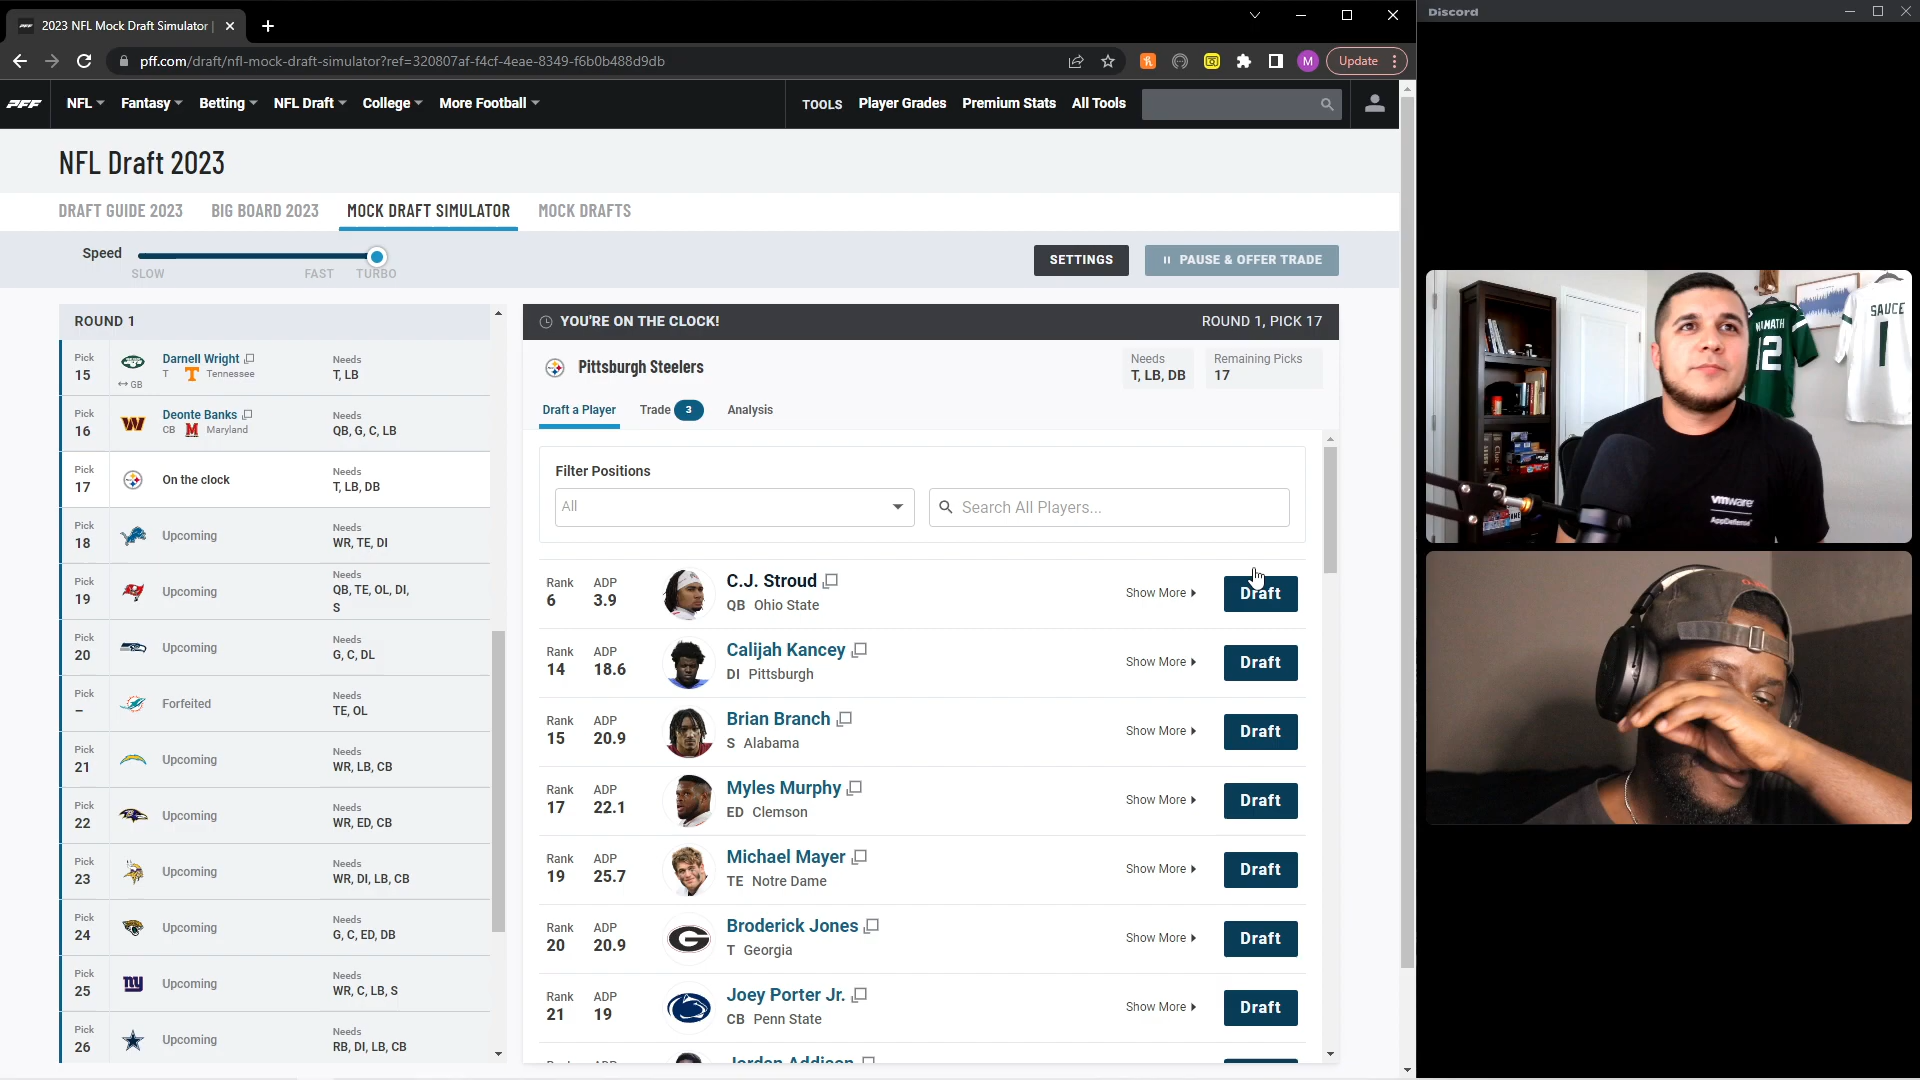 2023 NFL Mock Draft Simulator |
Discord
pff.com/draft/nfl-mock-draft-simulator?ref=320807af-f4cf-4eae-8349-f6b0b488d9db
M
Update
PFF
NFL
Fantasy
Betting
NFL Draft
College
More Football
TOOLS
Player Grades
Premium Stats
All Tools
NFL Draft 2023
DRAFT GUIDE 2023
BIG BOARD 2023
MOCK DRAFT SIMULATOR
MOCK DRAFTS
Speed
SLOW
FAST
TURBO
SETTINGS
PAUSE & OFFER TRADE
ROUND 1
Pick 15
GB
Darnell Wright
T Tennessee
Needs
T, LB
Pick 16
Deonte Banks
CB Maryland
Needs
QB, G, C, LB
Pick 17
On the clock
Needs
T, LB, DB
Pick 18
Upcoming
Needs
WR, TE, DI
Pick 19
Upcoming
Needs
QB, TE, OL, DI,
S
Pick 20
Upcoming
Needs
G, C, DL
Pick –
Forfeited
Needs
TE, OL
Pick 21
Upcoming
Needs
WR, LB, CB
Pick 22
Upcoming
Needs
WR, ED, CB
Pick 23
Upcoming
Needs
WR, DI, LB, CB
Pick 24
Upcoming
Needs
G, C, ED, DB
Pick 25
Upcoming
Needs
WR, C, LB, S
Pick 26
Upcoming
Needs
RB, DI, LB, CB
YOU'RE ON THE CLOCK!
ROUND 1, PICK 17
Pittsburgh Steelers
Needs
T, LB, DB
Remaining Picks
17
Draft a Player
Trade 3
Analysis
Filter Positions
All
Search All Players...
Rank 6
ADP 3.9
C.J. Stroud
QB Ohio State
Show More
Draft
Rank 14
ADP 18.6
Calijah Kancey
DI Pittsburgh
Show More
Draft
Rank 15
ADP 20.9
Brian Branch
S Alabama
Show More
Draft
Rank 17
ADP 22.1
Myles Murphy
ED Clemson
Show More
Draft
Rank 19
ADP 25.7
Michael Mayer
TE Notre Dame
Show More
Draft
Rank 20
ADP 20.9
Broderick Jones
T Georgia
Show More
Draft
Rank 21
ADP 19
Joey Porter Jr.
CB Penn State
Show More
Draft
Jordan Addison
NAMATH
12
SAUCE
1
vmware